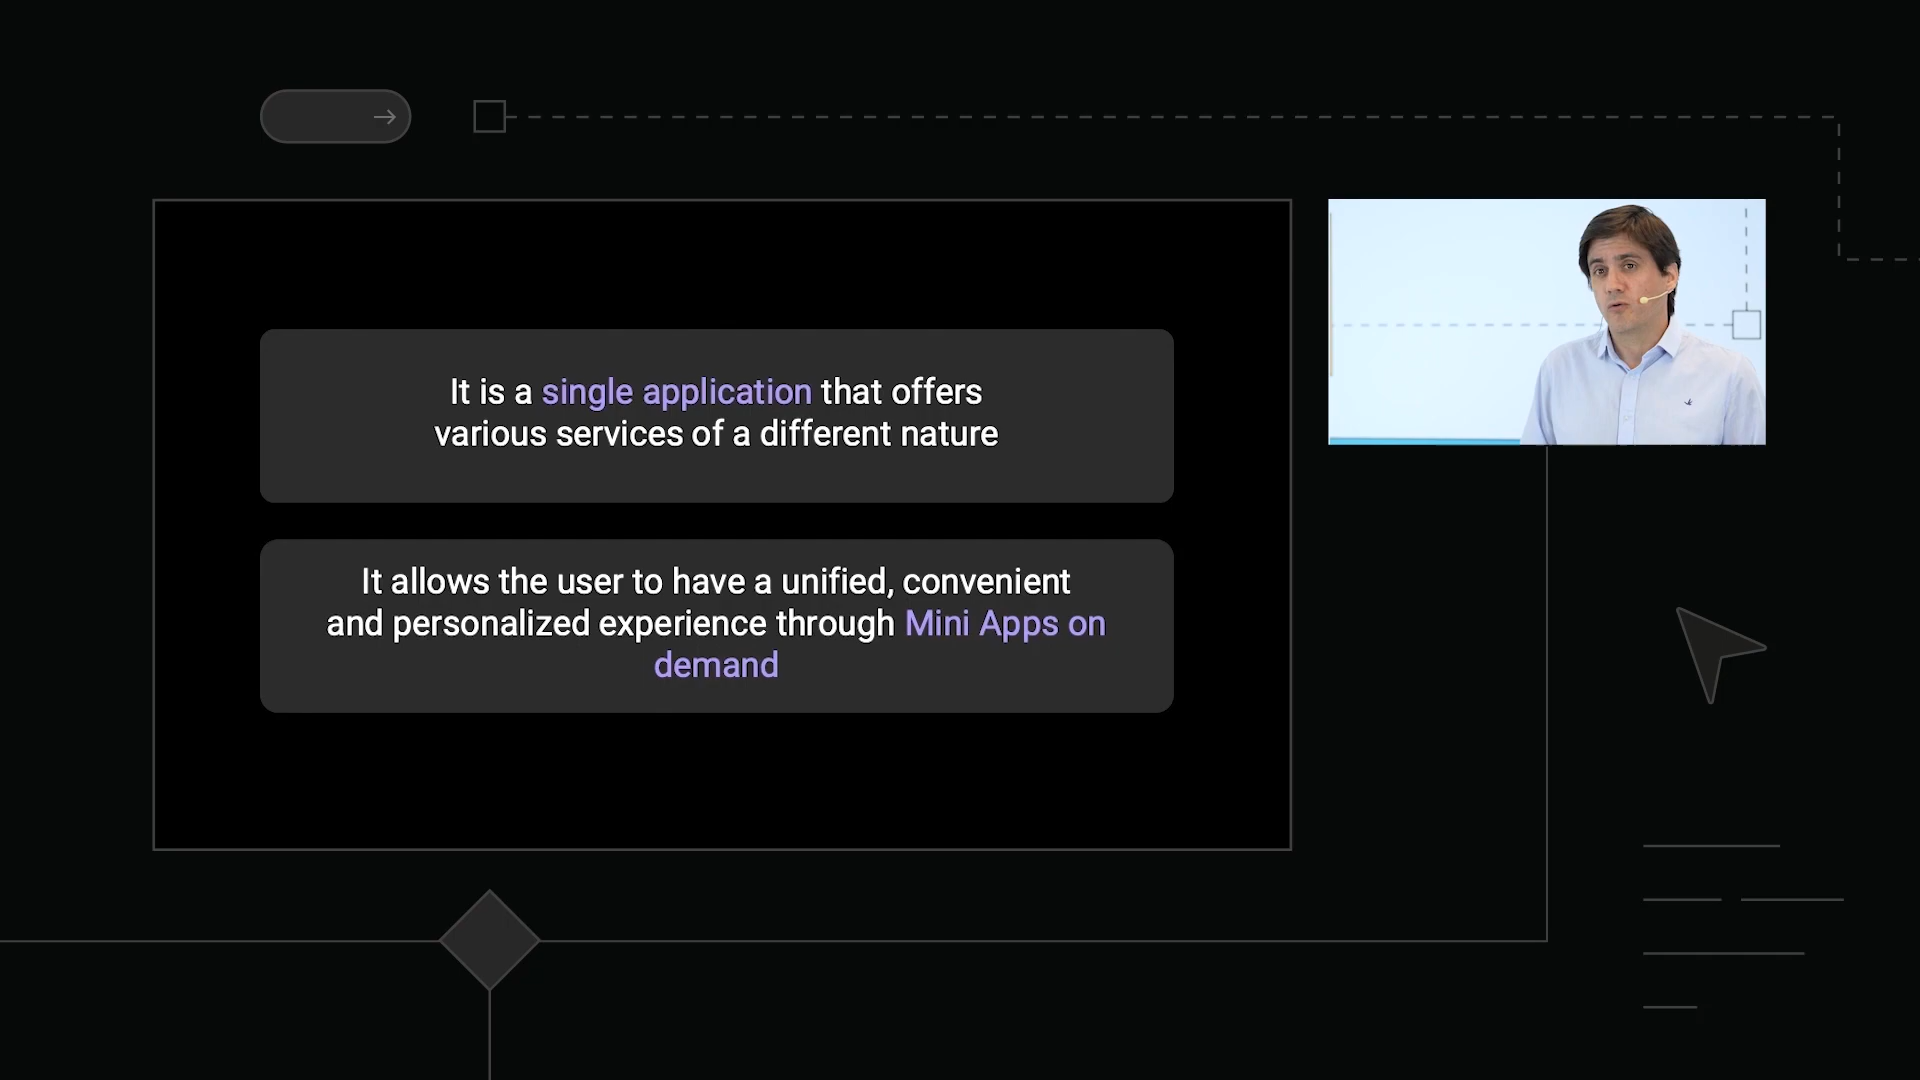 It is a single application that offers
various services of a different nature
It allows the user to have a unified, convenient
and personalized experience through Mini Apps on
demand